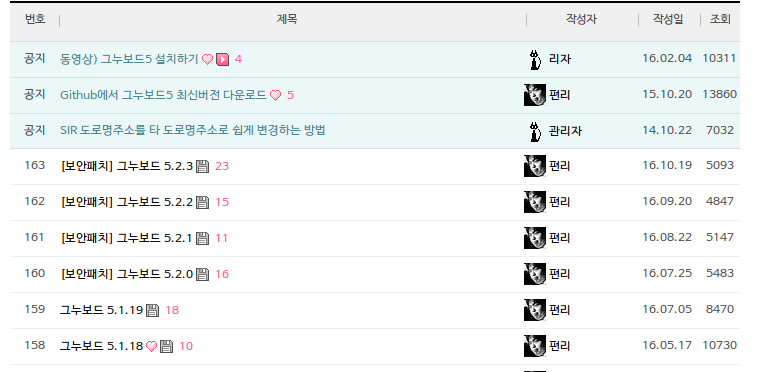 번호 제목 작성자 작성일 조회
공지 동영상) 그누보드5 설치하기 4 리자 16.02.04 10311
공지 Github에서 그누보드5 최신버전 다운로드 5 편리 15.10.20 13860
공지 SIR 도로명주소를 타 도로명주소로 쉽게 변경하는 방법 관리자 14.10.22 7032
163 [보안패치] 그누보드 5.2.3 23 편리 16.10.19 5093
162 [보안패치] 그누보드 5.2.2 15 편리 16.09.20 4847
161 [보안패치] 그누보드 5.2.1 11 편리 16.08.22 5147
160 [보안패치] 그누보드 5.2.0 16 편리 16.07.25 5483
159 그누보드 5.1.19 18 편리 16.07.05 8470
158 그누보드 5.1.18 10 편리 16.05.17 10730